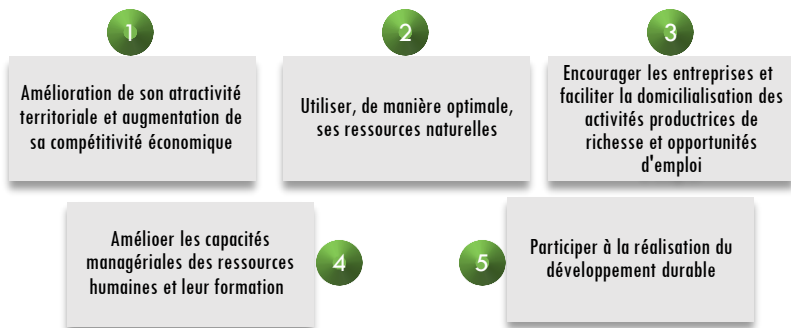 1
Amélioration de son atractivité
territoriale et augmentation de
sa compétitivité économique
2
Utiliser, de manière optimale,
ses ressources naturelles
3
Encourager les entreprises et
faciliter la domicilialisation des
activités productrices de
richesse et opportunités
d'emploi
Amélioer les capacités
managériales des ressources
humaines et leur formation
4
5
Participer à la réalisation du
développement durable